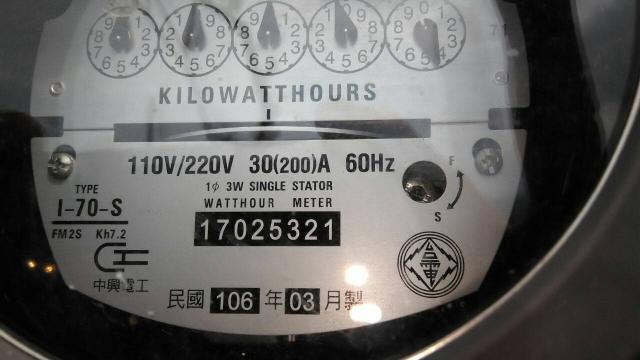 KILOWATTHOURS
71
110V/220V 30(200)A 60Hz
1φ 3W SINGLE STATOR
WATTHOUR METER
TYPE
I-70-S
FM2S Kh7.2
17025321
F
S
中興電工
民國 106 年 03 月製